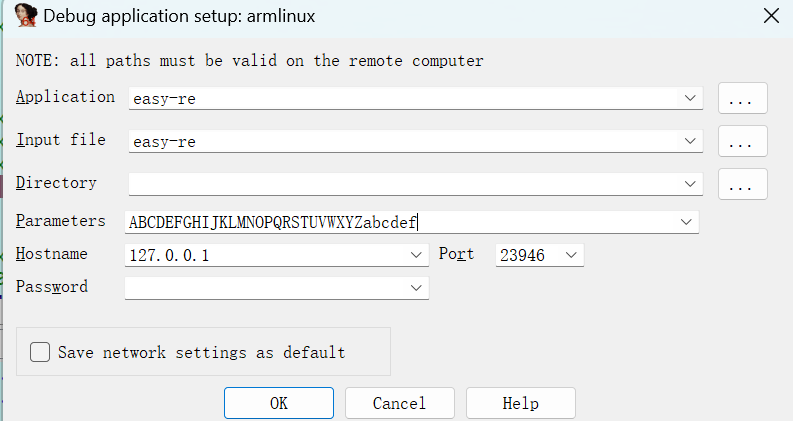 Debug application setup: armlinux
NOTE: all paths must be valid on the remote computer
Application easy-re ...
Input file easy-re ...
Directory ...
Parameters ABCDEFGHIJKLMNOPQRSTUVWXYZabcdef
Hostname 127.0.0.1 Port 23946
Password
Save network settings as default
OK Cancel Help